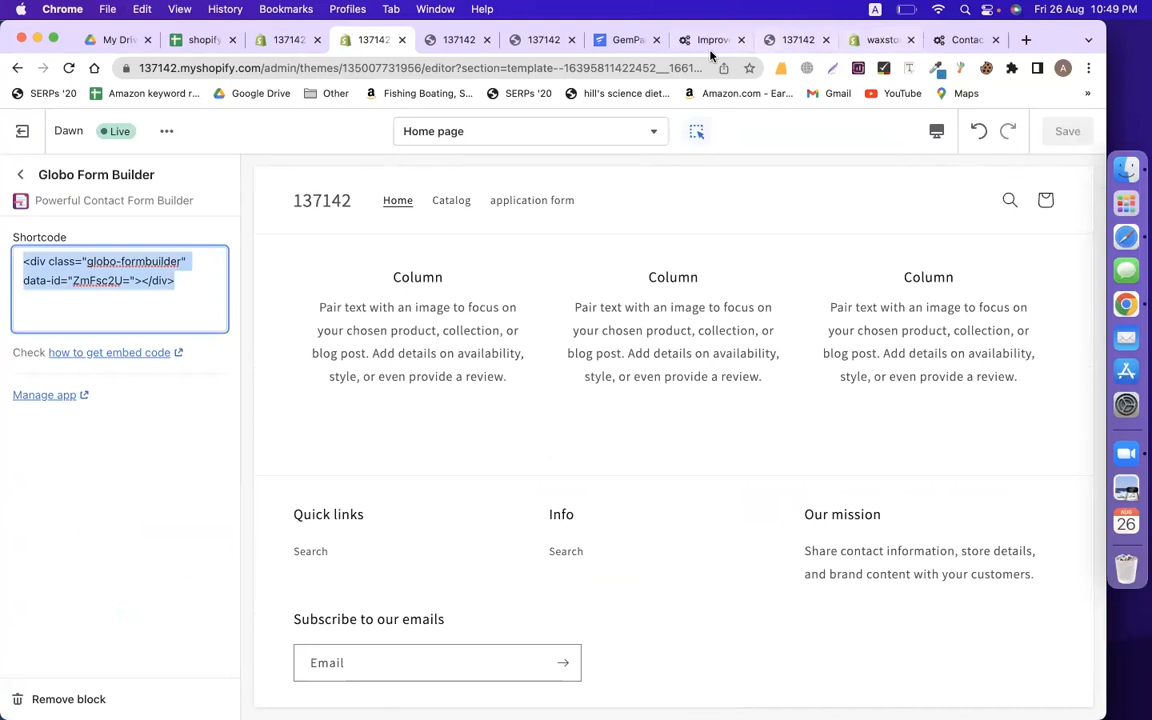 Chrome File Edit View History Bookmarks Profiles Tab Window Help A Fri 26 Aug 10:49 PM
My Driv shopify 137142 137142 137142 137142 GemPa Improv 137142 waxsto Contac
137142.myshopify.com/admin/themes/135007731956/editor?section=template--16395811422452__1661... A
SERPs '20 Amazon keyword r... Google Drive Other Fishing Boating, S... SERPs '20 hill's science diet... Amazon.com - Ear... Gmail YouTube Maps »
Dawn Live Home page Save
Globo Form Builder
Powerful Contact Form Builder
Shortcode
<div class="globo-formbuilder"
data-id="ZmFsc2U="></div>
Check how to get embed code
Manage app
Remove block
137142 Home Catalog application form
Column Column Column
Pair text with an image to focus on Pair text with an image to focus on Pair text with an image to focus on
your chosen product, collection, or your chosen product, collection, or your chosen product, collection, or
blog post. Add details on availability, blog post. Add details on availability, blog post. Add details on availability,
style, or even provide a review. style, or even provide a review. style, or even provide a review.
Quick links Info Our mission
Search Search Share contact information, store details,
and brand content with your customers.
Subscribe to our emails
Email
AUG
26